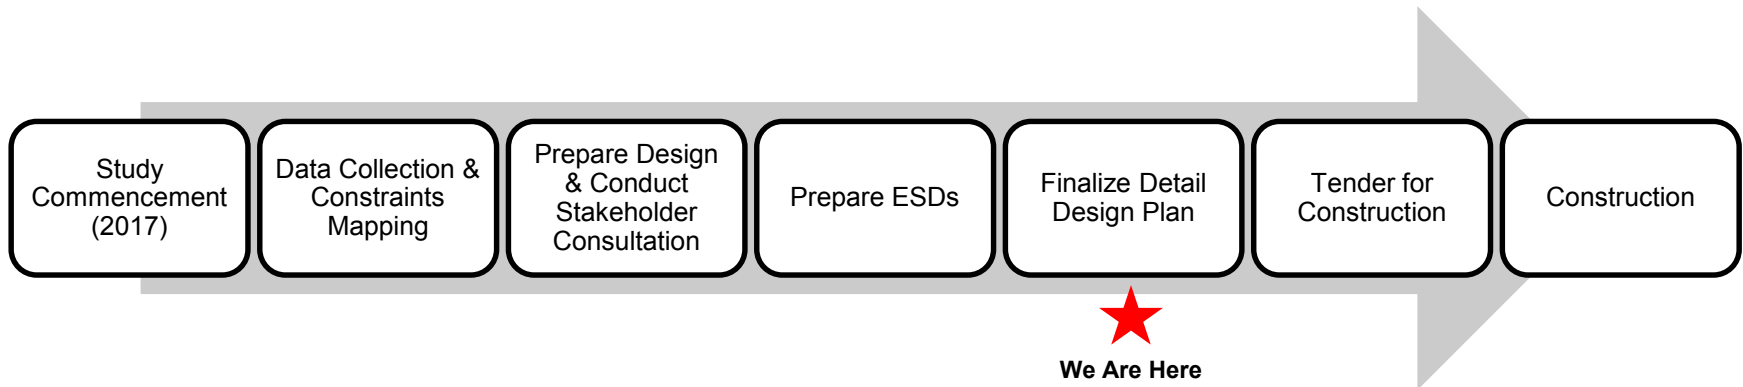 Study
Commencement
(2017)
Data Collection &
Constraints
Mapping
Prepare Design
& Conduct
Stakeholder
Consultation
Prepare ESDs
Finalize Detail
Design Plan
Tender for
Construction
Construction
We Are Here